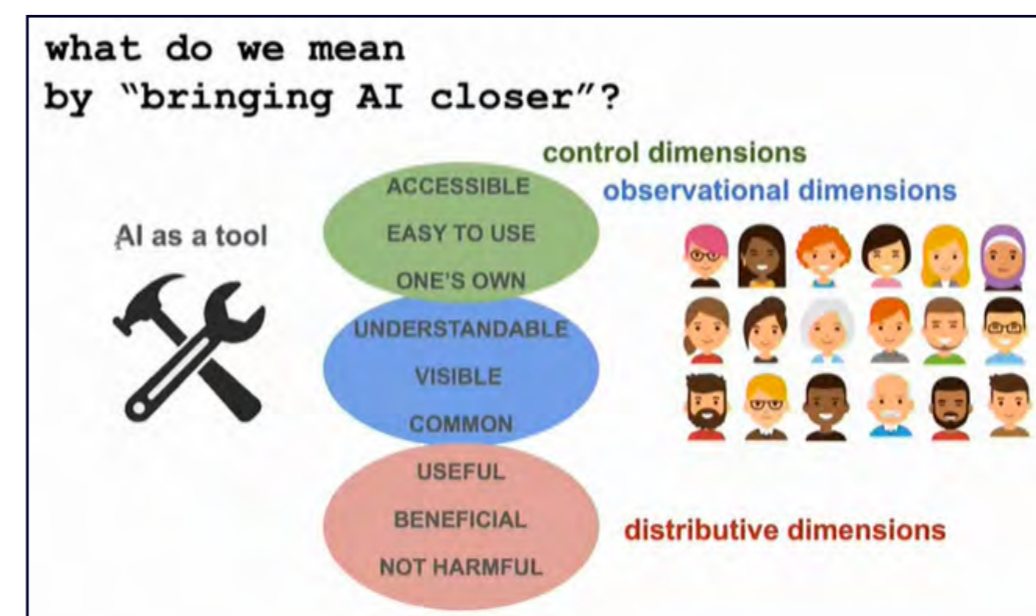 what do we mean
by “bringing AI closer”?
control dimensions
observational dimensions
AI as a tool
ACCESSIBLE
EASY TO USE
ONE'S OWN
UNDERSTANDABLE
VISIBLE
COMMON
USEFUL
BENEFICIAL
NOT HARMFUL
distributive dimensions